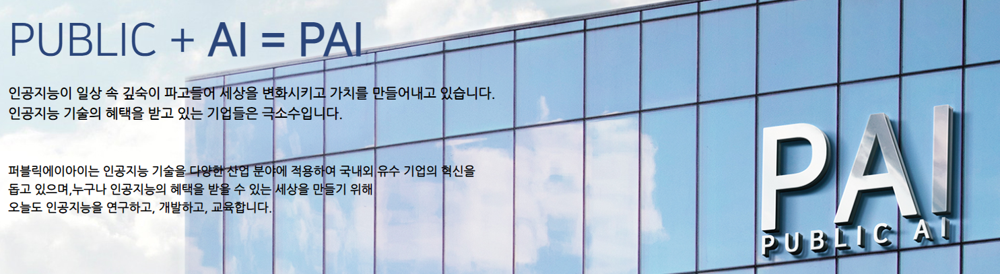 PUBLIC + AI = PAI
인공지능이 일상 속 깊숙이 파고들어 세상을 변화시키고 가치를 만들어내고 있습니다.
인공지능 기술의 혜택을 받고 있는 기업들은 극소수입니다.
퍼블릭에이아이는 인공지능 기술을 다양한 산업 분야에 적용하여 국내외 유수 기업의 혁신을
돕고 있으며,누구나 인공지능의 혜택을 받을 수 있는 세상을 만들기 위해
오늘도 인공지능을 연구하고, 개발하고, 교육합니다.
PAI
PUBLIC AI